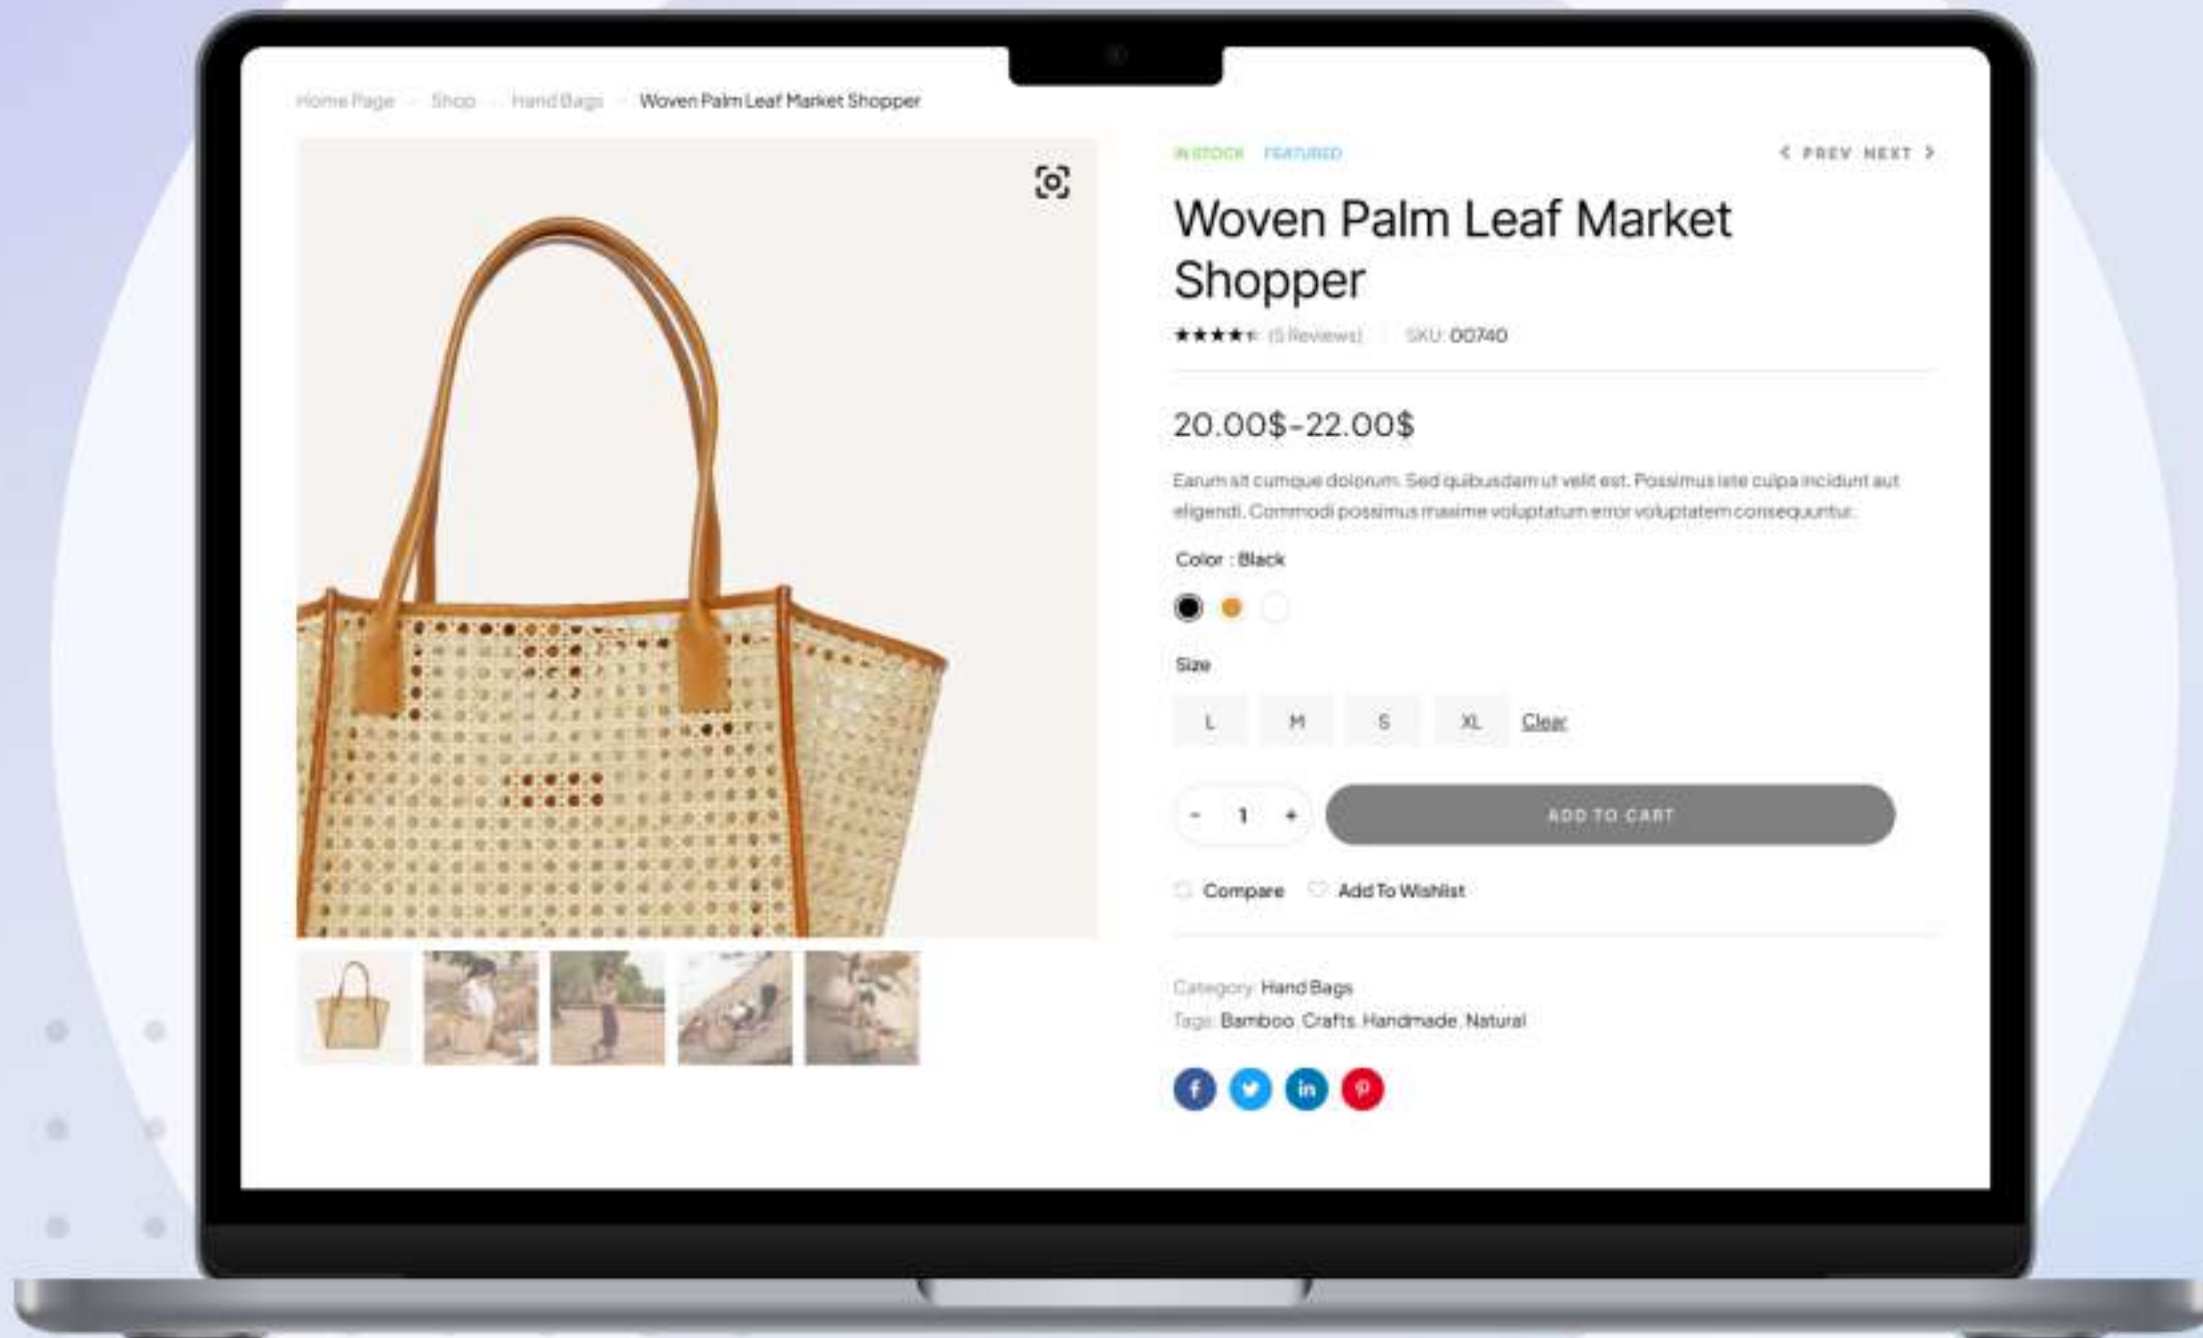 Home Page Shop Hand Bags Woven Palm Leaf Market Shopper
IN STOCK FEATURED
< PREV NEXT >
Woven Palm Leaf Market
Shopper
(5 Reviews) SKU: 00740
20.00$-22.00$
Earum sit cumque dolorum. Sed quibusdam ut velit est. Possimus iste culpa incidunt aut
eligendi. Commodi possimus maxime voluptatum error voluptatem consequuntur.
Color : Black
Size
L M S XL Clear
- 1 + ADD TO CART
Compare Add To Wishlist
Category: Hand Bags
Tags: Bamboo, Crafts, Handmade, Natural
f in